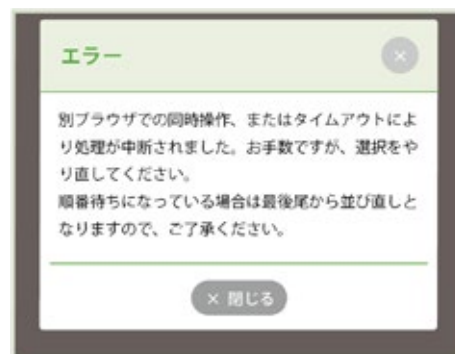 エラー
×
別ブラウザでの同時操作、またはタイムアウトによ
り処理が中断されました。お手数ですが、選択をや
り直してください。
順番待ちになっている場合は最後尾から並び直しと
なりますので、ご了承ください。
× 閉じる